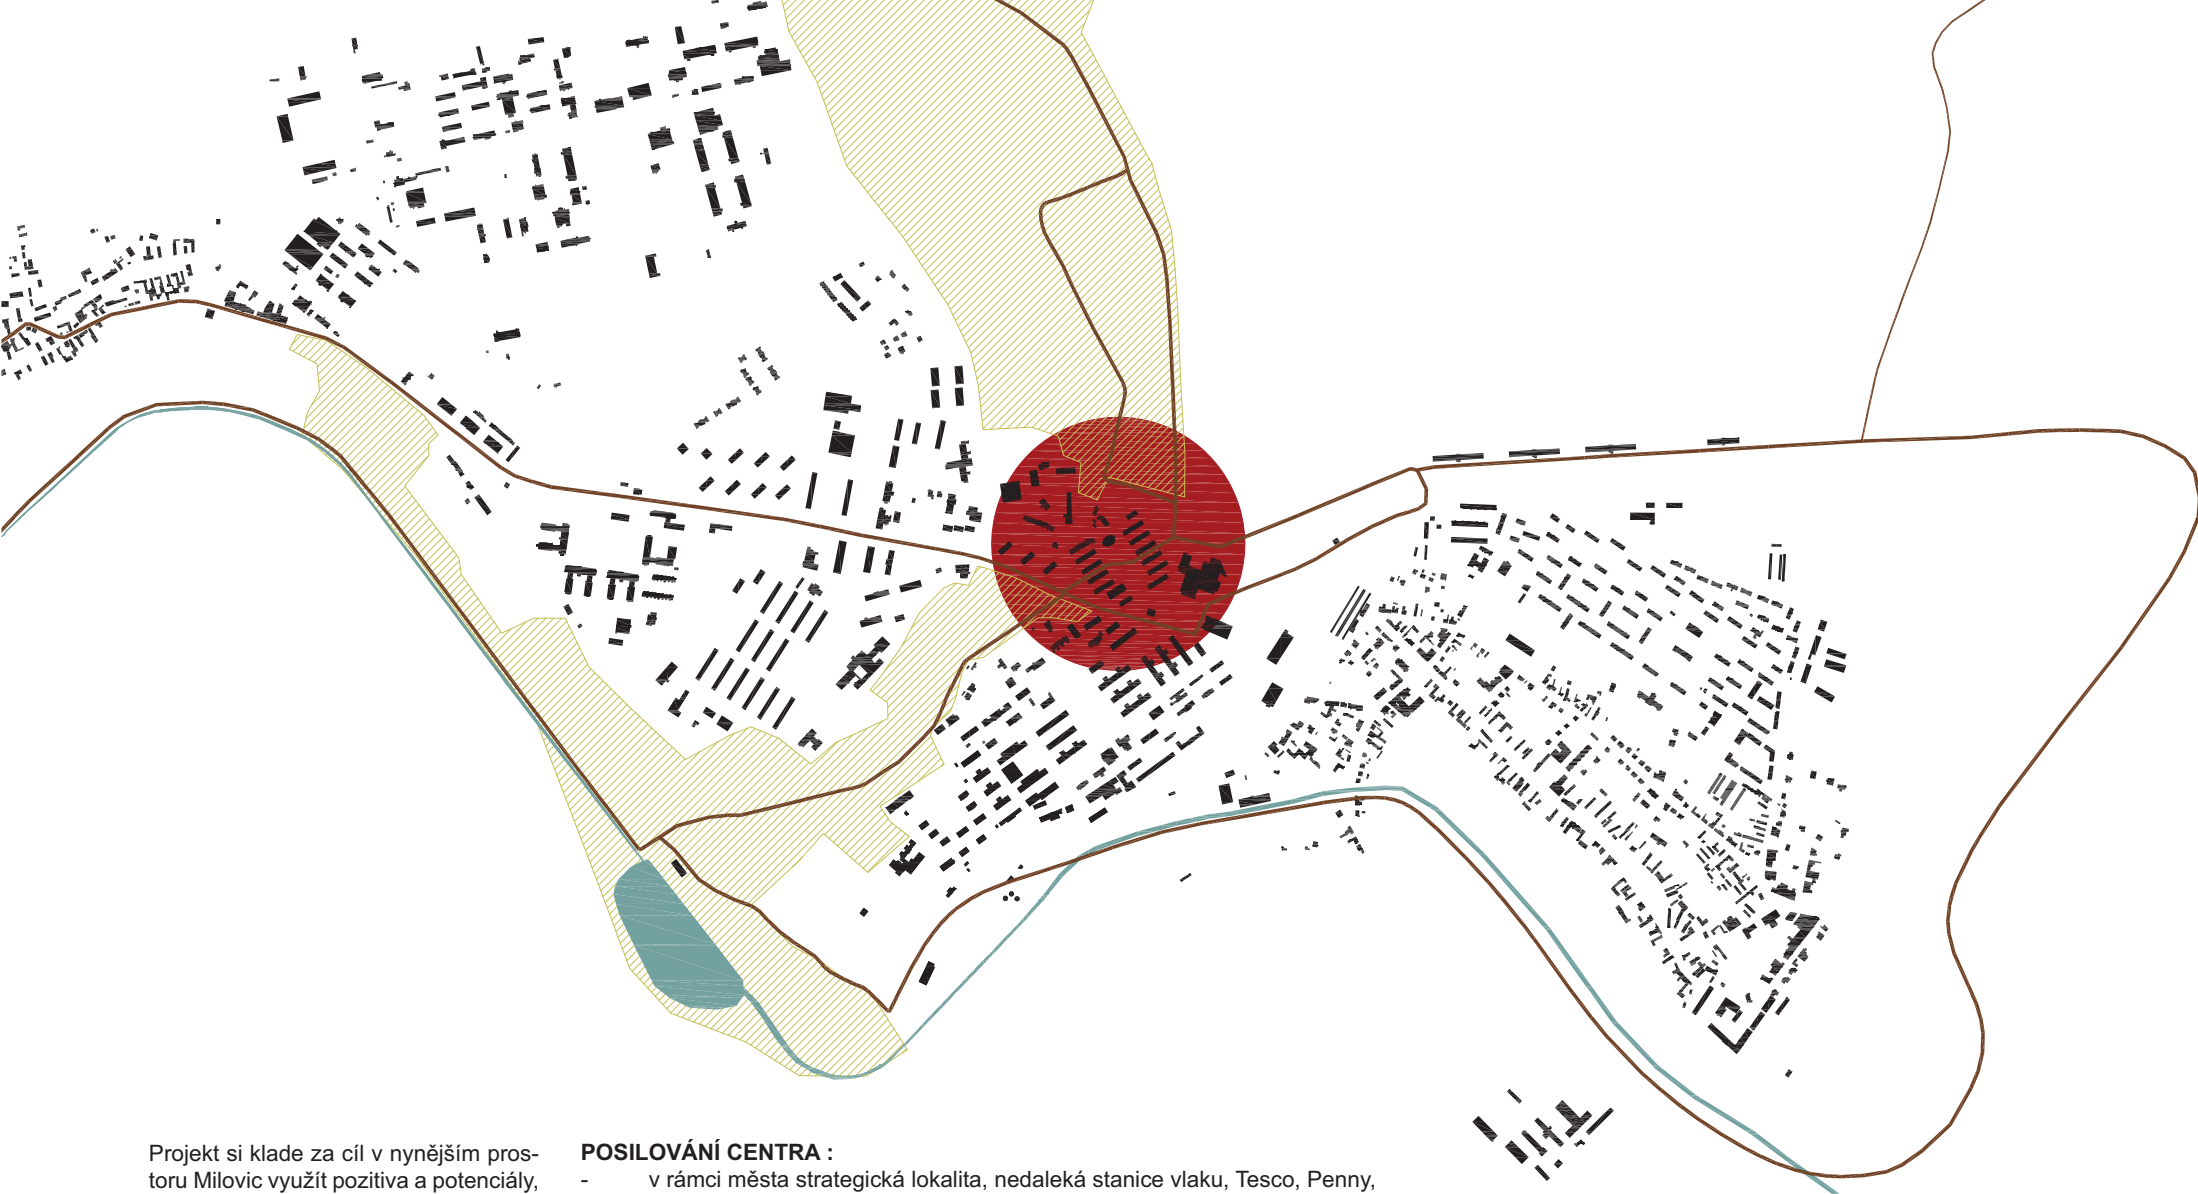 Projekt si klade za cíl v nynějším pros-
toru Milovic využít pozitiva a potenciály,
POSILOVÁNÍ CENTRA :
- v rámci města strategická lokalita, nedaleká stanice vlaku, Tesco, Penny,